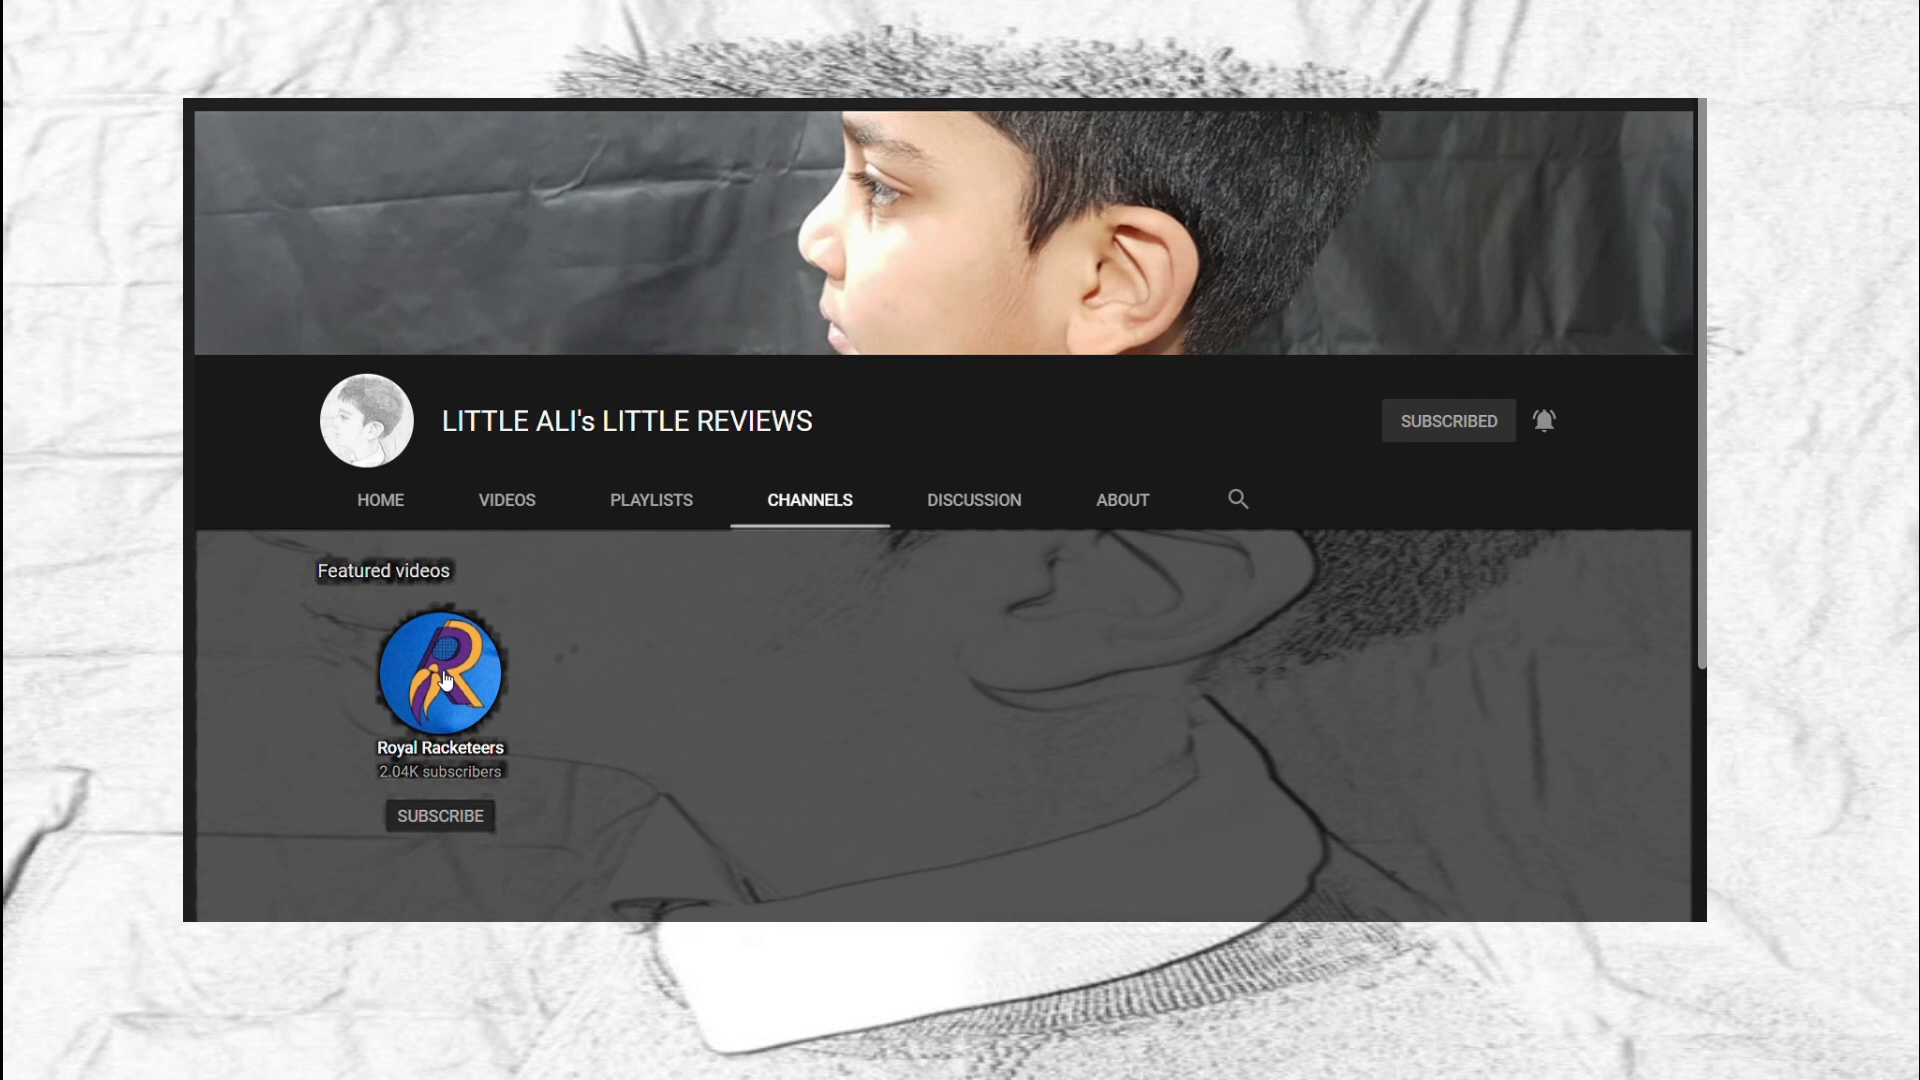 LITTLE ALI's LITTLE REVIEWS
SUBSCRIBED
HOME VIDEOS PLAYLISTS CHANNELS DISCUSSION ABOUT
Featured videos
R
Royal Racketeers
2.04K subscribers
SUBSCRIBE